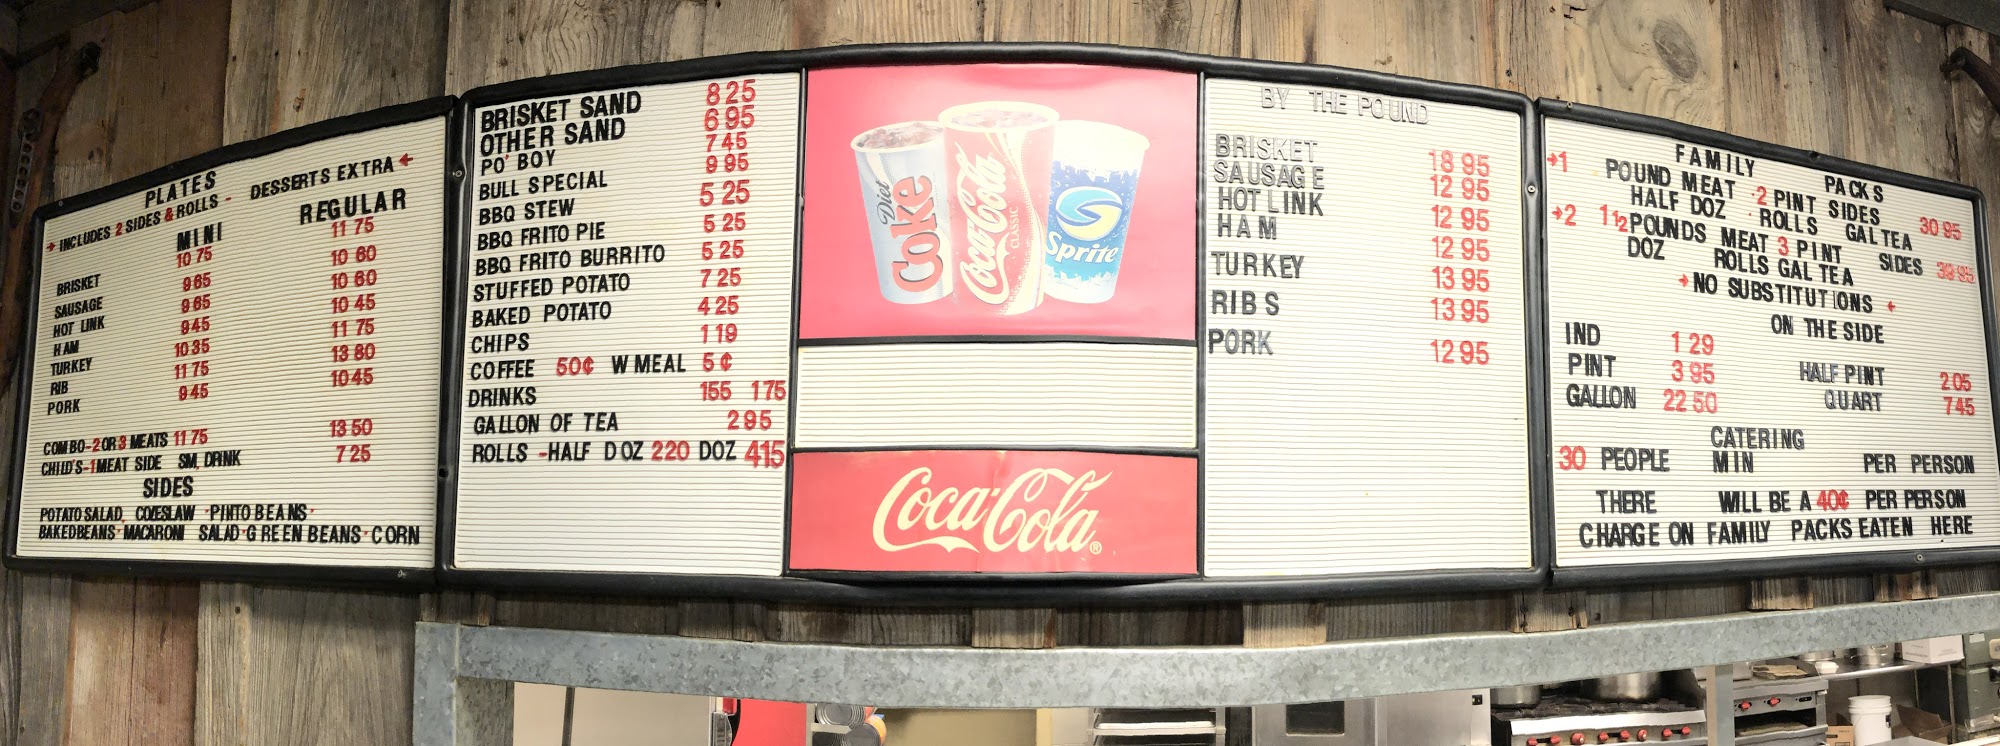 PLATES
→ INCLUDES 2 SIDES & ROLLS - DESSERTS EXTRA ←
MINI REGULAR
BRISKET 10 75 11 75
SAUSAGE 9 65 10 60
HOT LINK 9 65 10 60
HAM 9 45 10 45
TURKEY 10 35 11 75
RIB 11 75 13 80
PORK 9 45 10 45
COMBO-2 OR 3 MEATS 11 75 13 50
CHILD'S-1 MEAT SIDE SM, DRINK 7 25
SIDES
POTATO SALAD COLESLAW · PINTO BEANS ·
BAKED BEANS · MACARONI SALAD · GREEN BEANS · CORN
BRISKET SAND 8 25
OTHER SAND 6 95
PO' BOY 7 45
BULL SPECIAL 9 95
BBQ STEW 5 25
BBQ FRITO PIE 5 25
BBQ FRITO BURRITO 5 25
STUFFED POTATO 7 25
BAKED POTATO 4 25
CHIPS 1 19
COFFEE 50¢ W MEAL 5¢
DRINKS 155 175
GALLON OF TEA 2 95
ROLLS - HALF DOZ 220 DOZ 415
Diet Coke
Coca-Cola
CLASSIC
Sprite
Coca-Cola®
BY THE POUND
BRISKET 18 95
SAUSAGE 12 95
HOT LINK 12 95
HAM 12 95
TURKEY 13 95
RIBS 13 95
PORK 12 95
FAMILY PACKS
→1 POUND MEAT · 2 PINT SIDES
HALF DOZ · ROLLS GAL TEA 30 95
→2 1 1/2 POUNDS MEAT 3 PINT SIDES
DOZ ROLLS GAL TEA 39 95
→ NO SUBSTITUTIONS ←
ON THE SIDE
IND 1 29
PINT 3 95 HALF PINT 2 05
GALLON 22 50 QUART 7 45
CATERING
30 PEOPLE MIN PER PERSON
THERE WILL BE A 40¢ PER PERSON
CHARGE ON FAMILY PACKS EATEN HERE